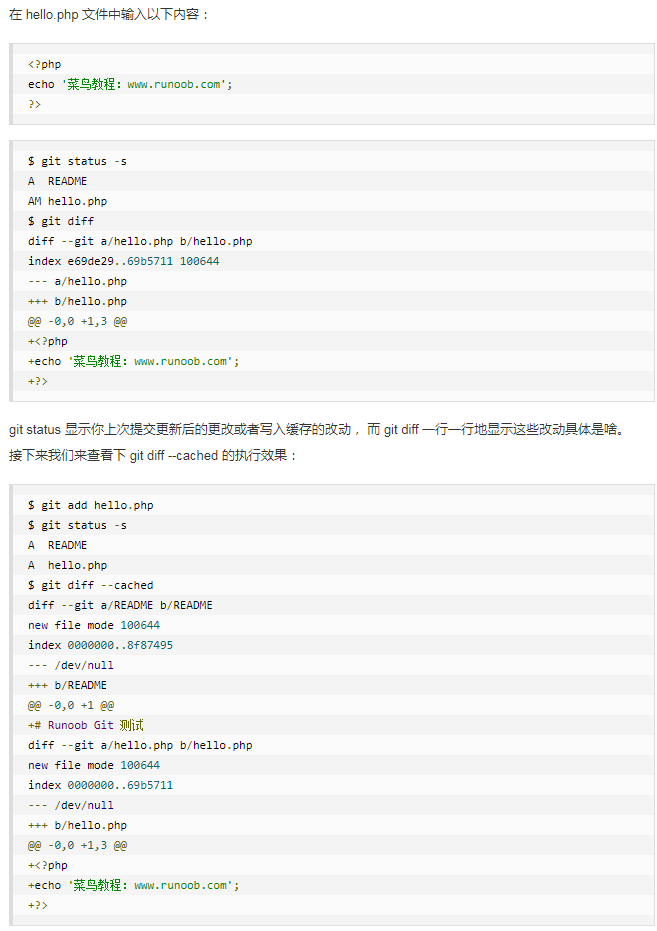 在 hello.php 文件中输入以下内容：
<?php
echo '菜鸟教程：www.runoob.com';
?>
$ git status -s
A  README
AM hello.php
$ git diff
diff --git a/hello.php b/hello.php
index e69de29..69b5711 100644
--- a/hello.php
+++ b/hello.php
@@ -0,0 +1,3 @@
+<?php
+echo '菜鸟教程：www.runoob.com';
+?>
git status 显示你上次提交更新后的更改或者写入缓存的改动， 而 git diff 一行一行地显示这些改动具体是啥。
接下来我们来查看下 git diff --cached 的执行效果：
$ git add hello.php
$ git status -s
A  README
A  hello.php
$ git diff --cached
diff --git a/README b/README
new file mode 100644
index 0000000..8f87495
--- /dev/null
+++ b/README
@@ -0,0 +1 @@
+# Runoob Git 测试
diff --git a/hello.php b/hello.php
new file mode 100644
index 0000000..69b5711
--- /dev/null
+++ b/hello.php
@@ -0,0 +1,3 @@
+<?php
+echo '菜鸟教程：www.runoob.com';
+?>